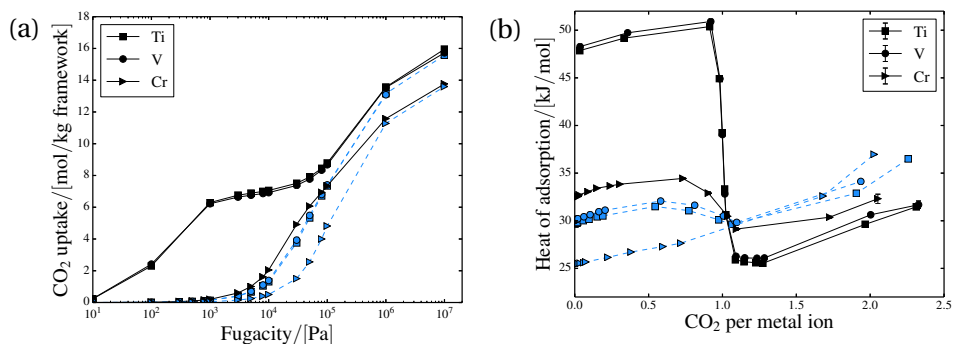 (a)
CO2 uptake/[mol/kg framework]
18
16
14
12
10
8
6
4
2
0
Ti
V
Cr
10^1
10^2
10^3
10^4
10^5
10^6
10^7
Fugacity/[Pa]
(b)
Heat of adsorption/[kJ/mol]
50
45
40
35
30
25
Ti
V
Cr
0.0
0.5
1.0
1.5
2.0
CO2 per metal ion